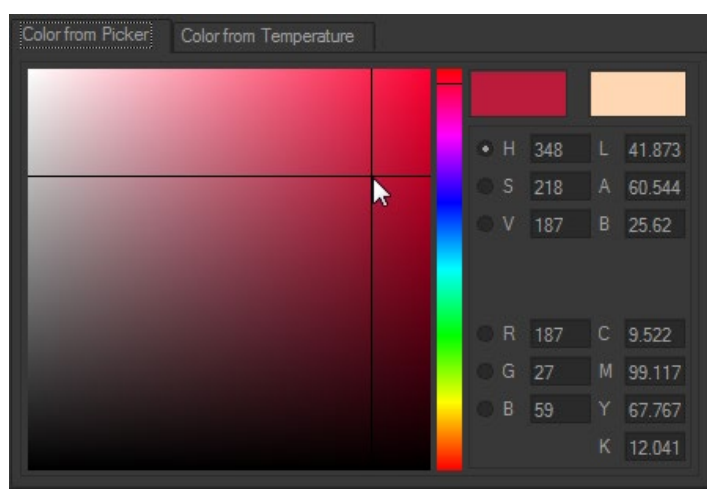 Color from Picker Color from Temperature
H 348 L 41.873
S 218 A 60.544
V 187 B 25.62
R 187 C 9.522
G 27 M 99.117
B 59 Y 67.767
K 12.041